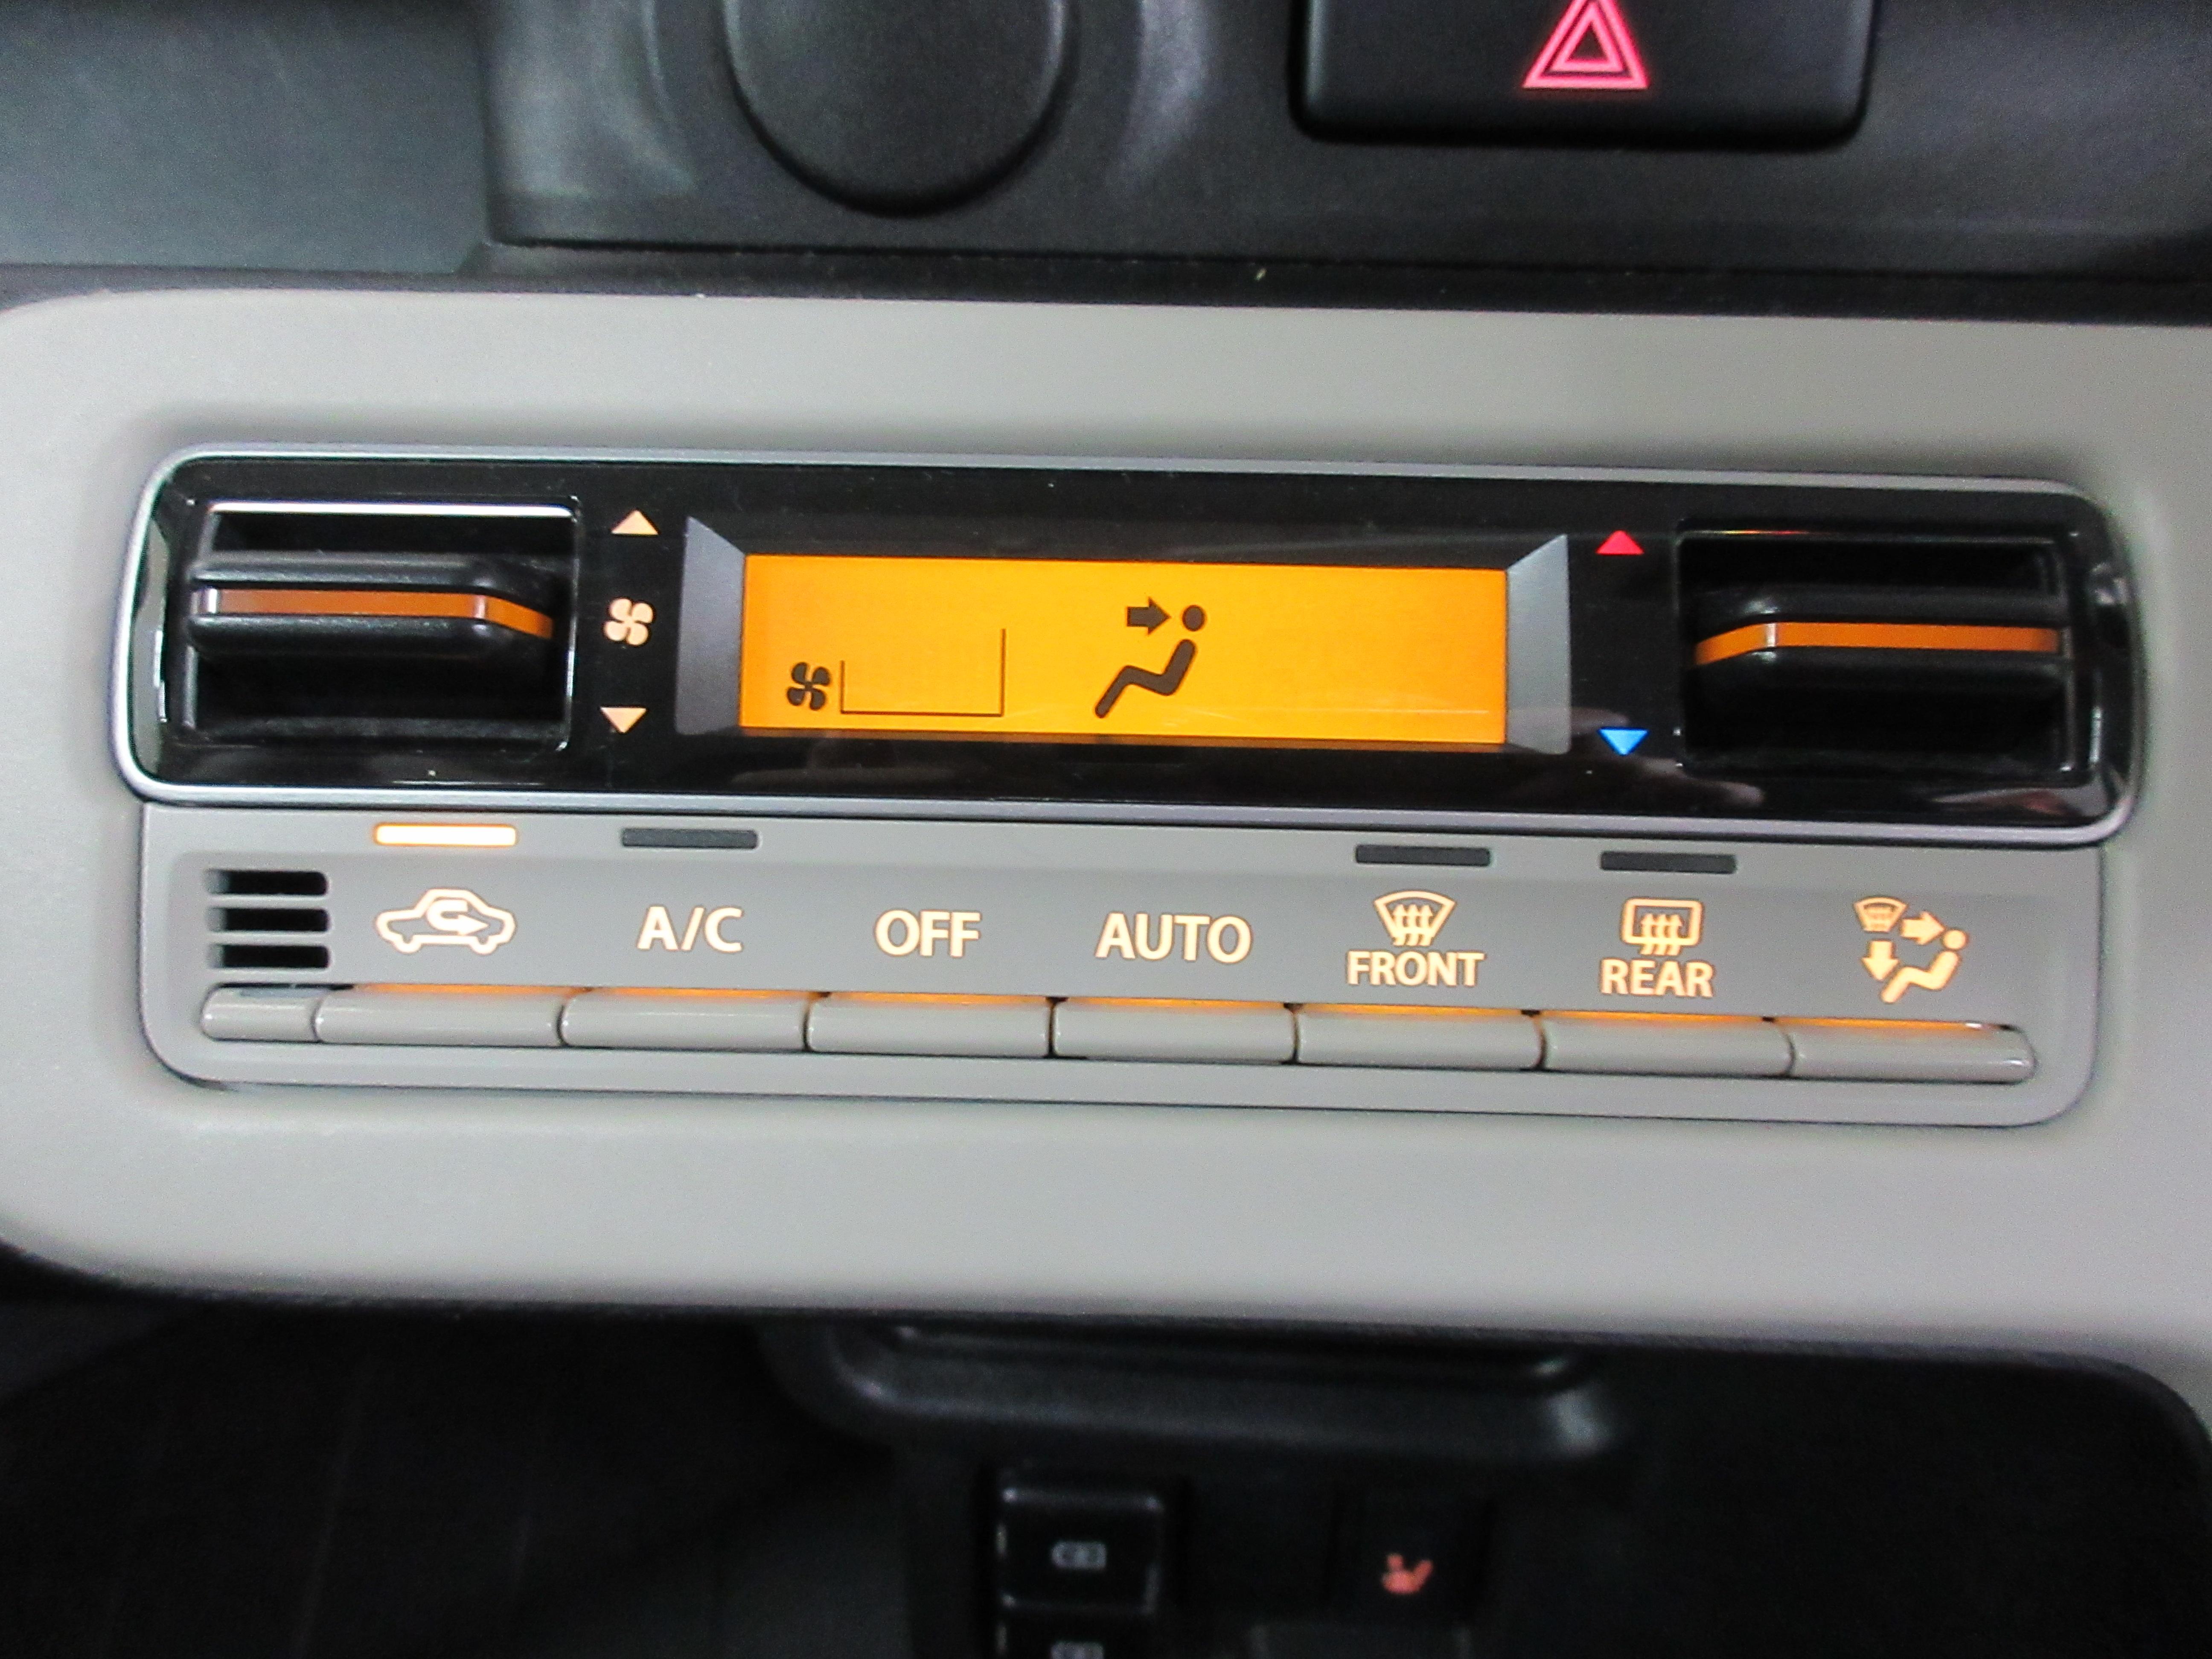 A/C
OFF
AUTO
FRONT
REAR